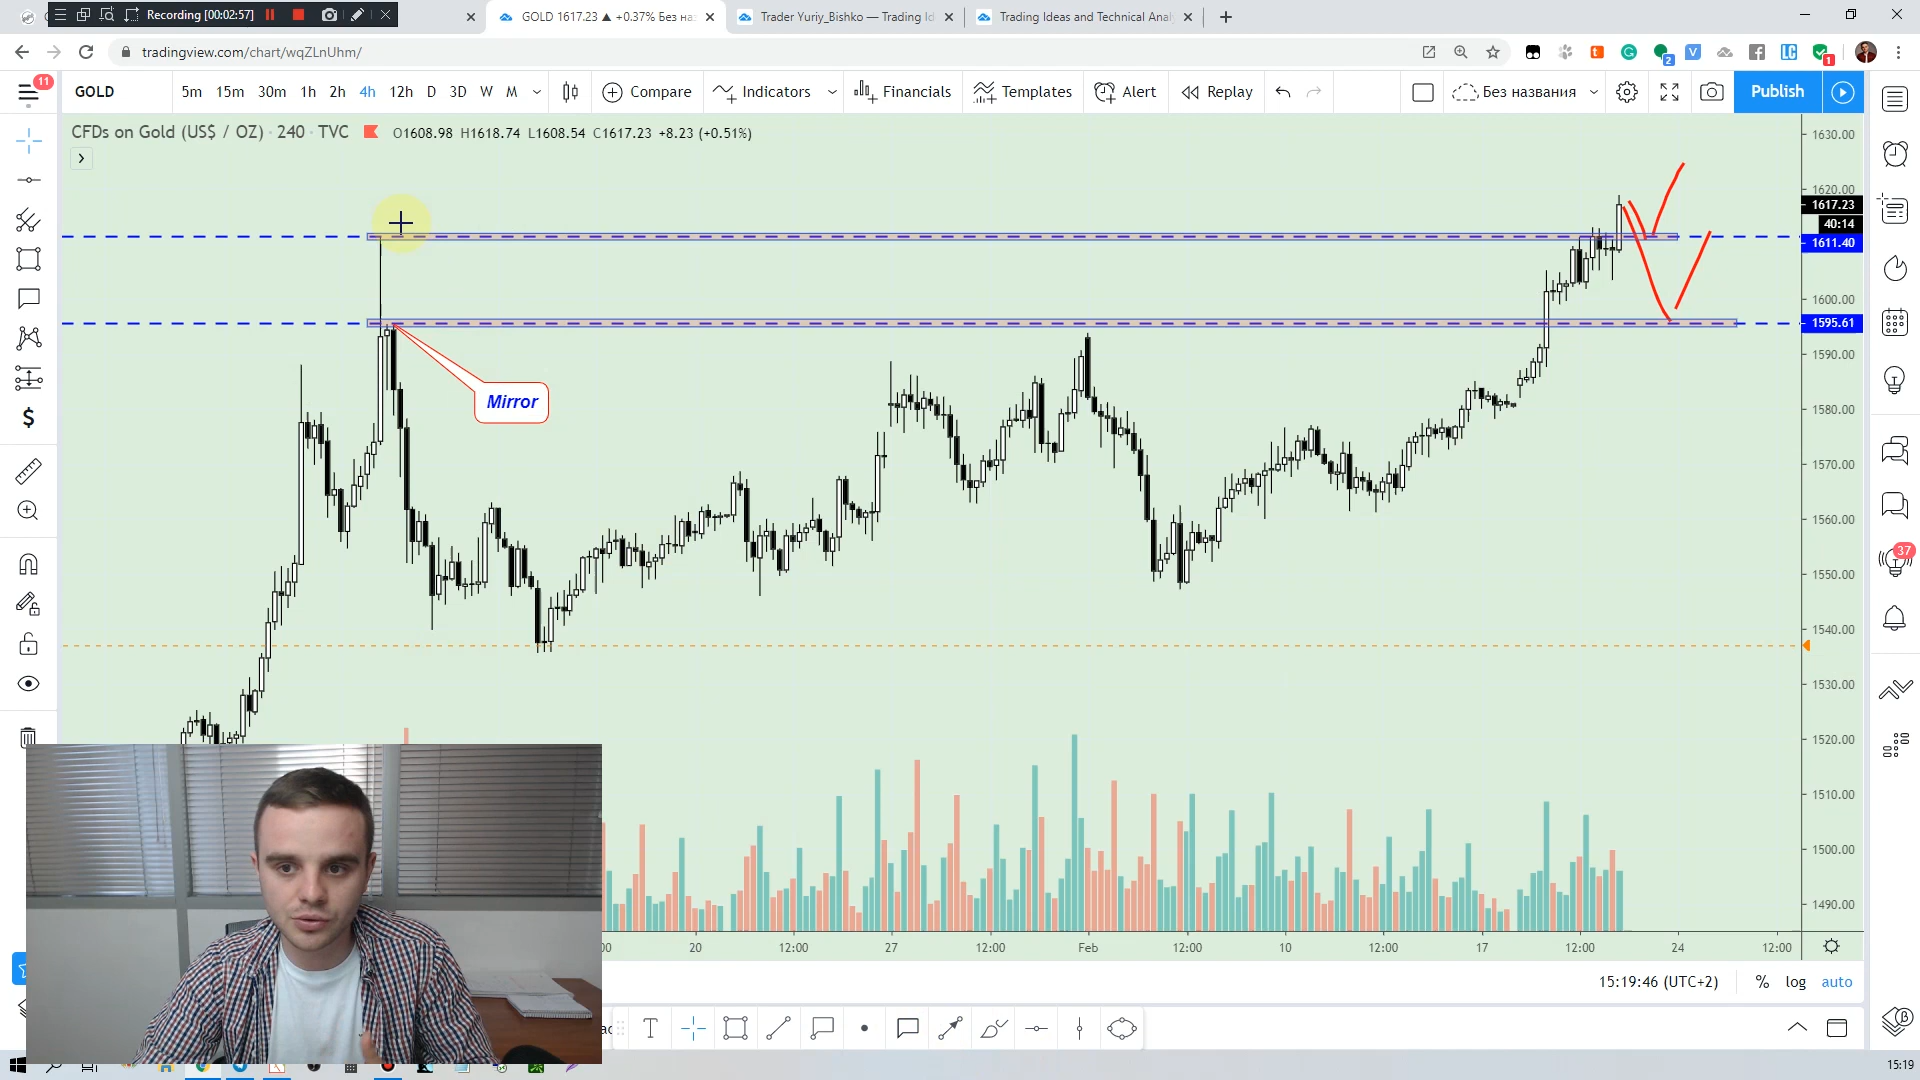 Recording [00:02:57]
GOLD 1617.23 ▲ +0.37% Без на
Trader Yuriy_Bishko — Trading Id
Trading Ideas and Technical Anal
tradingview.com/chart/wqZLnUhm/
2
1
11
GOLD 5m 15m 30m 1h 2h 4h 12h D 3D W M Compare Indicators Financials Templates Alert Replay Без названия Publish
CFDs on Gold (US$ / OZ) · 240 · TVC O1608.98 H1618.74 L1608.54 C1617.23 +8.23 (+0.51%)
1630.00
1620.00
1617.23
40:14
1611.40
1600.00
1595.61
1590.00
1580.00
1570.00
1560.00
1550.00
1540.00
1530.00
1520.00
1510.00
1500.00
1490.00
Mirror
37
20 12:00 27 12:00 Feb 12:00 10 12:00 17 12:00 24 12:00
15:19:46 (UTC+2) % log auto
15:19